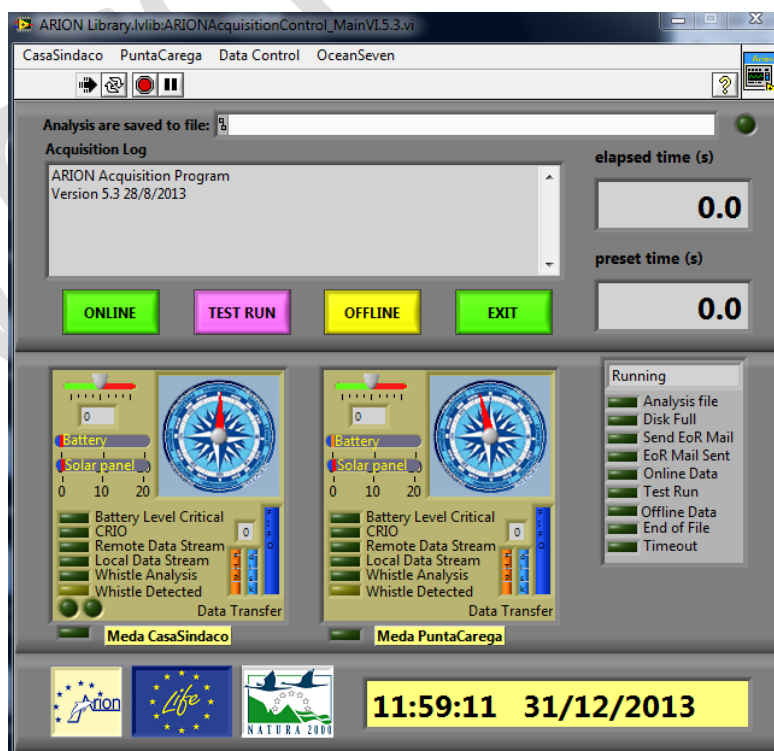 ARION Library.lvlib:ARIONAcquisitionControl_MainVI.5.3.vi
CasaSindaco PuntaCarega Data Control OceanSeven
?
Arion
Analysis are saved to file:
Acquisition Log
ARION Acquisition Program
Version 5.3 28/8/2013
elapsed time (s)
0.0
preset time (s)
0.0
ONLINE TEST RUN OFFLINE EXIT
0
Battery
Solar panel
0 10 20
Battery Level Critical
CRIO
0
Remote Data Stream
Local Data Stream
Whistle Analysis
Whistle Detected
FIFO
Data Transfer
Meda CasaSindaco
0
Battery
Solar panel
0 10 20
Battery Level Critical
CRIO
0
Remote Data Stream
Local Data Stream
Whistle Analysis
Whistle Detected
FIFO
Data Transfer
Meda PuntaCarega
Running
Analysis file
Disk Full
Send EoR Mail
EoR Mail Sent
Online Data
Test Run
Offline Data
End of File
Timeout
Arion
Life
NATURA 2000
11:59:11 31/12/2013